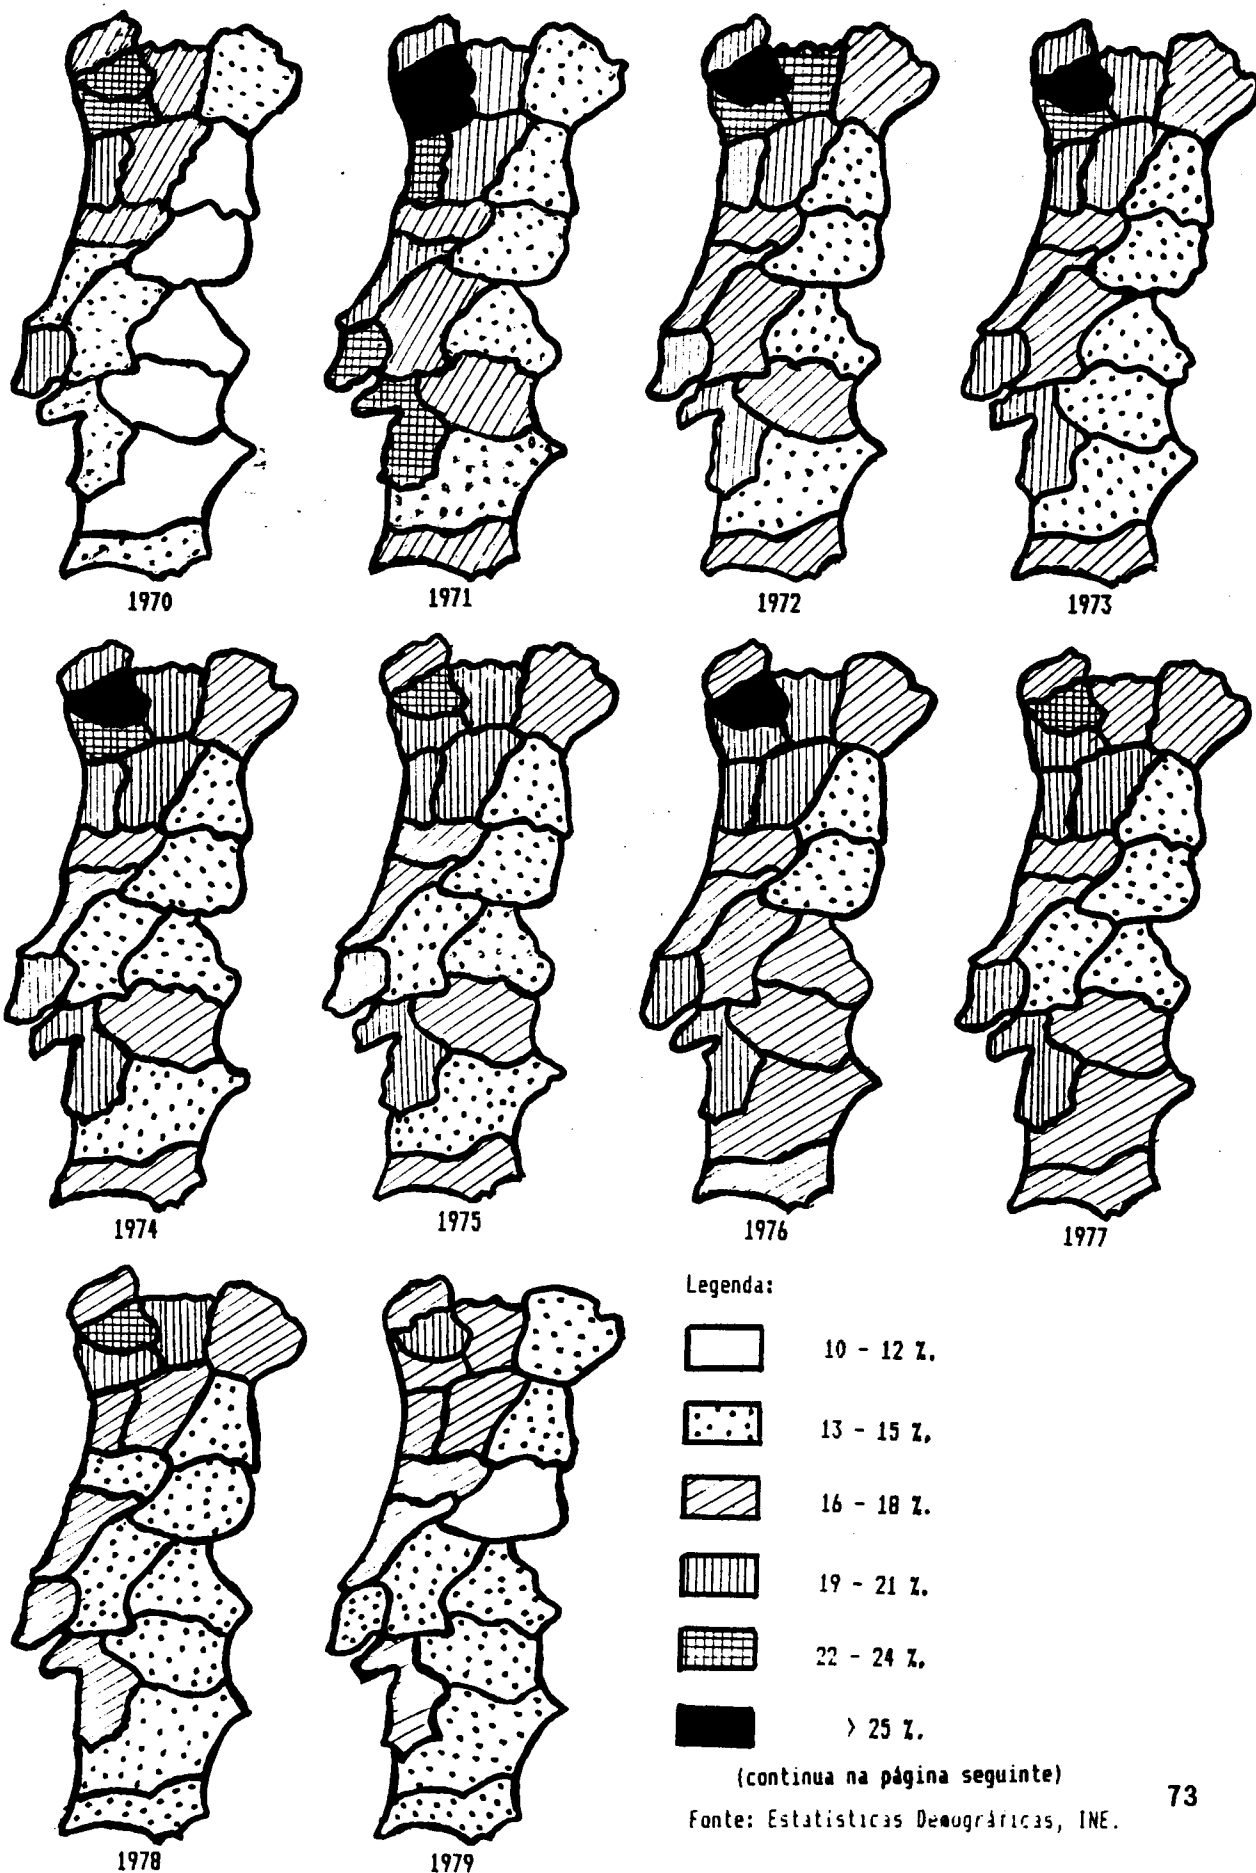 1970
1971
1972
1973
1974
1975
1976
1977
1978
1979
Legenda:
10 - 12 %.
13 - 15 %.
16 - 18 %.
19 - 21 %.
22 - 24 %.
> 25 %.
(continua na página seguinte)
73
Fonte: Estatísticas Demográficas, INE.